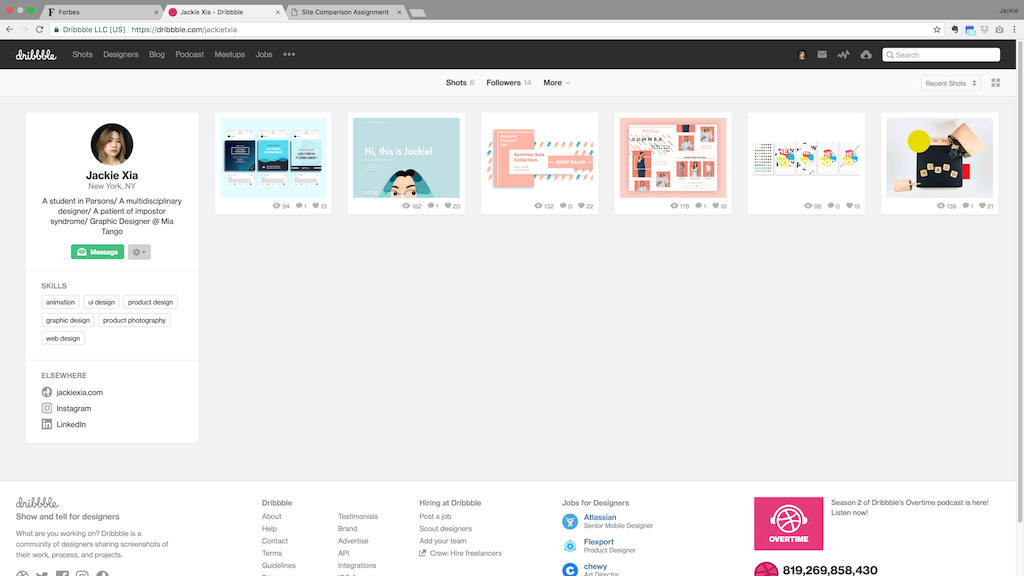 Forbes
Jackie Xia - Dribbble
Site Comparison Assignment
Jackie
Dribbble LLC [US] | https://dribbble.com/jackietxia
dribbble
Shots Designers Blog Podcast Meetups Jobs •••
Search
Shots 6 Followers 14 More
Recent Shots
Jackie Xia
New York, NY
A student in Parsons/ A multidisciplinary
designer/ A patient of impostor
syndrome/ Graphic Designer @ Mia
Tango
Message
SKILLS
animation ui design product design
graphic design product photography
web design
ELSEWHERE
jackiexia.com
Instagram
LinkedIn
94 1 13
Hi, this is Jackie!
182 1 20
Summer Sale
Collection
SHOP SALES
132 0 22
SUMMER
176 1 10
98 0 15
139 1 21
dribbble
Show and tell for designers
What are you working on? Dribbble is a
community of designers sharing screenshots of
their work, process, and projects.
Dribbble
About
Help
Contact
Terms
Guidelines
Testimonials
Brand
Advertise
API
Integrations
Hiring at Dribbble
Post a job
Scout designers
Add your team
Crew: Hire freelancers
Jobs for Designers
Atlassian
Senior Mobile Designer
Flexport
Product Designer
chewy
Art Director
OVERTIME
Season 2 of Dribbble's Overtime podcast is here!
Listen now!
819,269,858,430